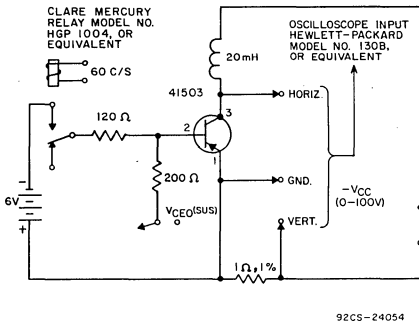 CLARE MERCURY
RELAY MODEL NO.
HGP 1004, OR
EQUIVALENT
60 C/S
OSCILLOSCOPE INPUT
HEWLETT-PACKARD
MODEL NO. 130B,
OR EQUIVALENT
20mH
41503
HORIZ.
3
120 Ω
2
1
200 Ω
VCEO(SUS)
GND.
-VCC
(0-100V)
-
6V
+
VERT.
1Ω, 1%
92CS-24054